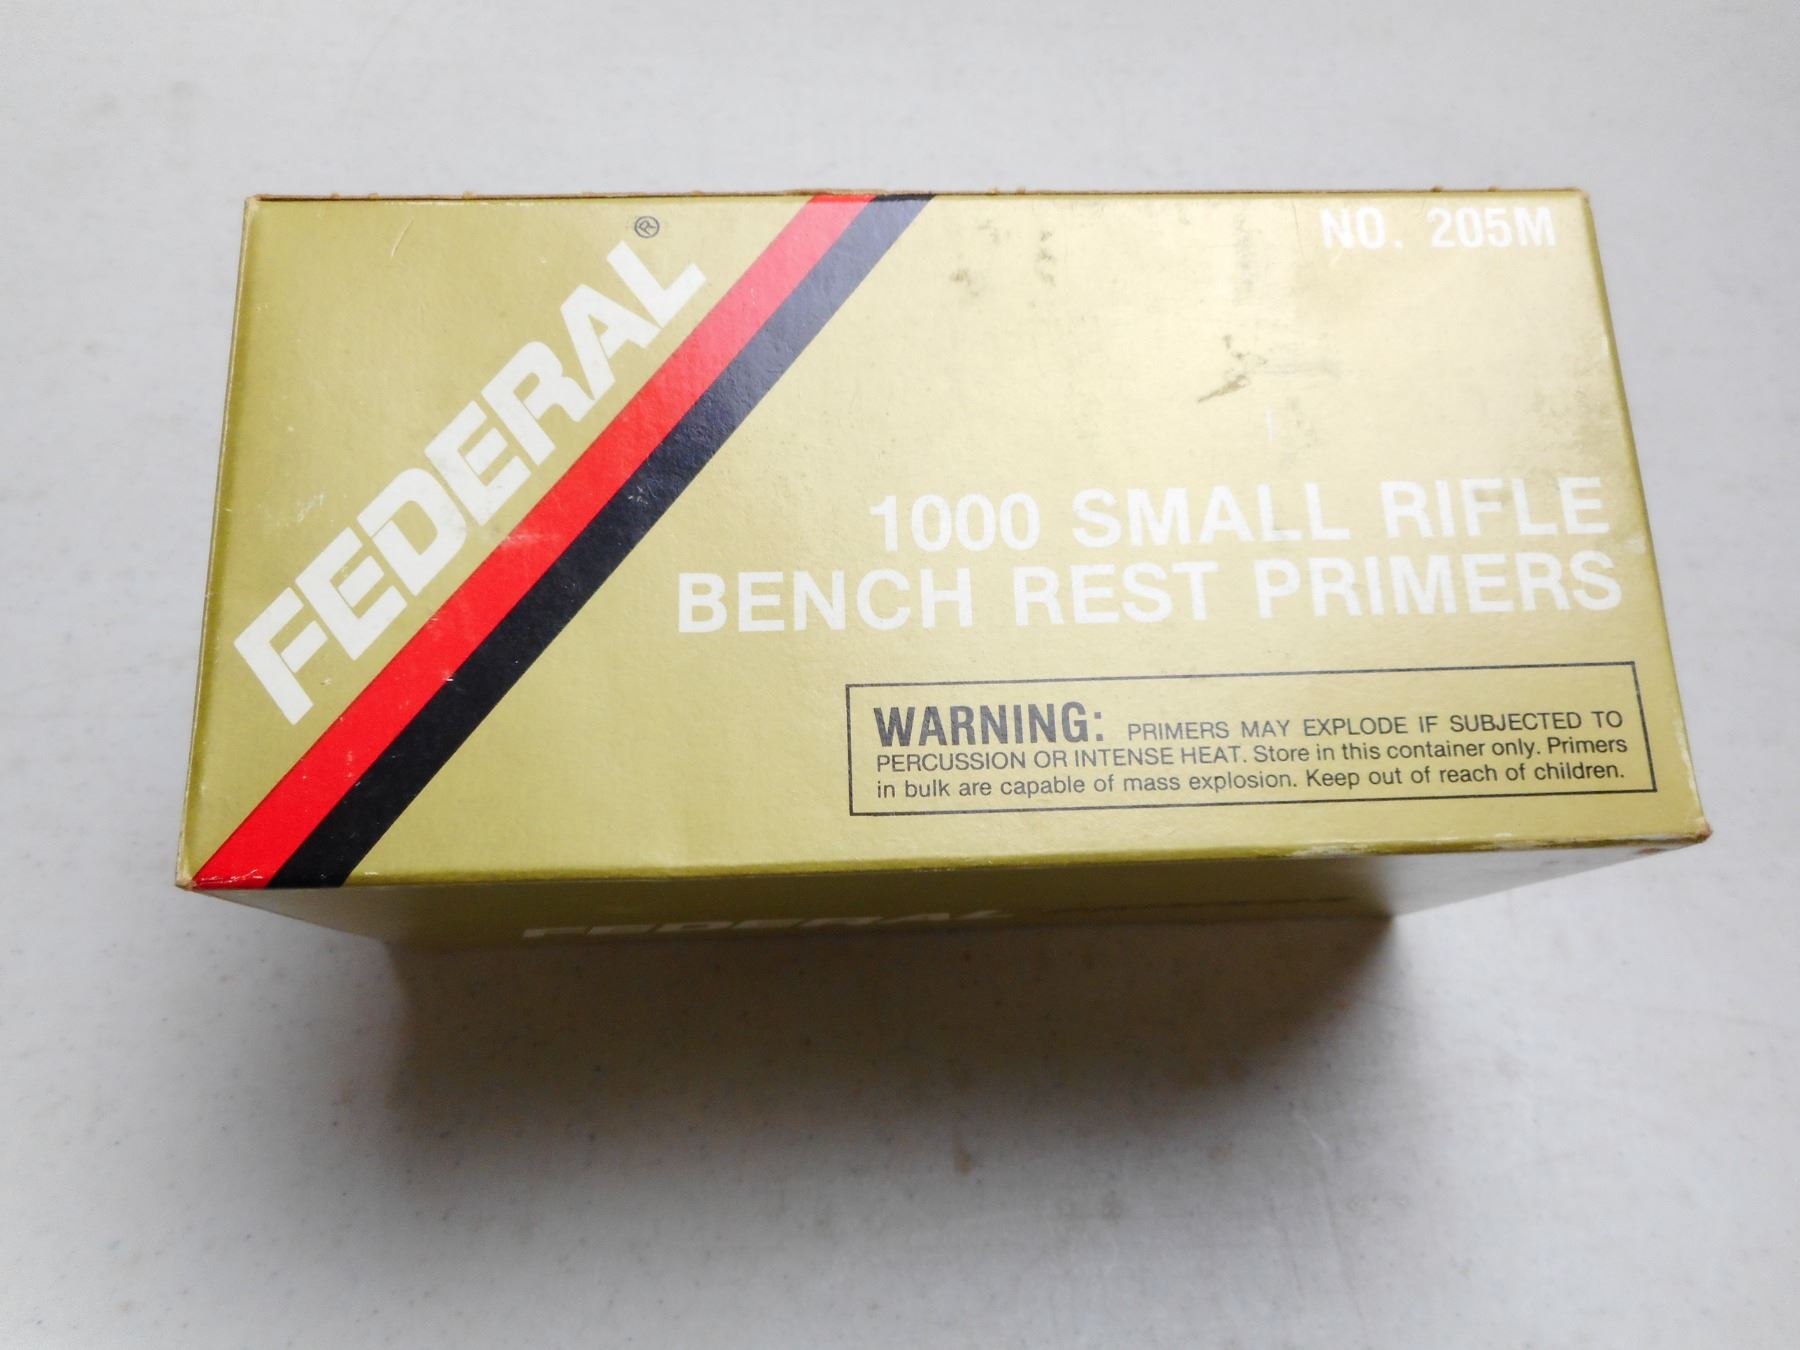 FEDERAL®
NO. 205M
1000 SMALL RIFLE
BENCH REST PRIMERS
WARNING: PRIMERS MAY EXPLODE IF SUBJECTED TO
PERCUSSION OR INTENSE HEAT. Store in this container only. Primers
in bulk are capable of mass explosion. Keep out of reach of children.
FEDERAL